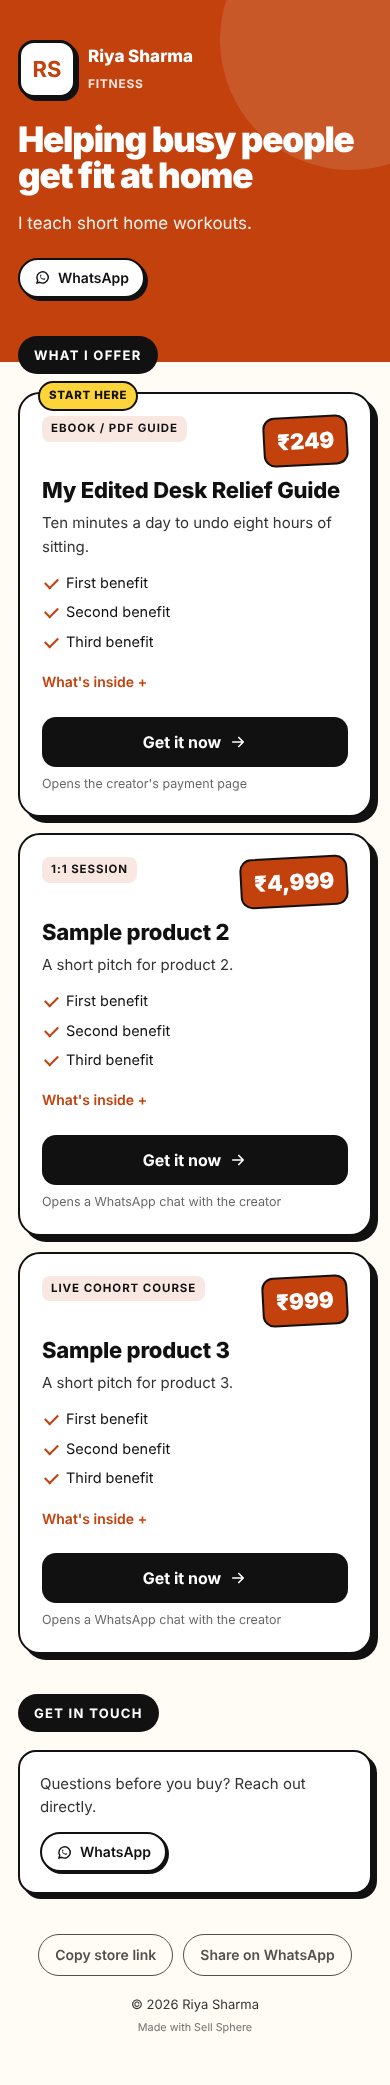 RS
Riya Sharma
FITNESS
Helping busy people
get fit at home
I teach short home workouts.
WhatsApp
WHAT I OFFER
START HERE
EBOOK / PDF GUIDE
₹249
My Edited Desk Relief Guide
Ten minutes a day to undo eight hours of
sitting.
First benefit
Second benefit
Third benefit
What's inside +
Get it now →
Opens the creator's payment page
1:1 SESSION
₹4,999
Sample product 2
A short pitch for product 2.
First benefit
Second benefit
Third benefit
What's inside +
Get it now →
Opens a WhatsApp chat with the creator
LIVE COHORT COURSE
₹999
Sample product 3
A short pitch for product 3.
First benefit
Second benefit
Third benefit
What's inside +
Get it now →
Opens a WhatsApp chat with the creator
GET IN TOUCH
Questions before you buy? Reach out
directly.
WhatsApp
Copy store link
Share on WhatsApp
© 2026 Riya Sharma
Made with Sell Sphere